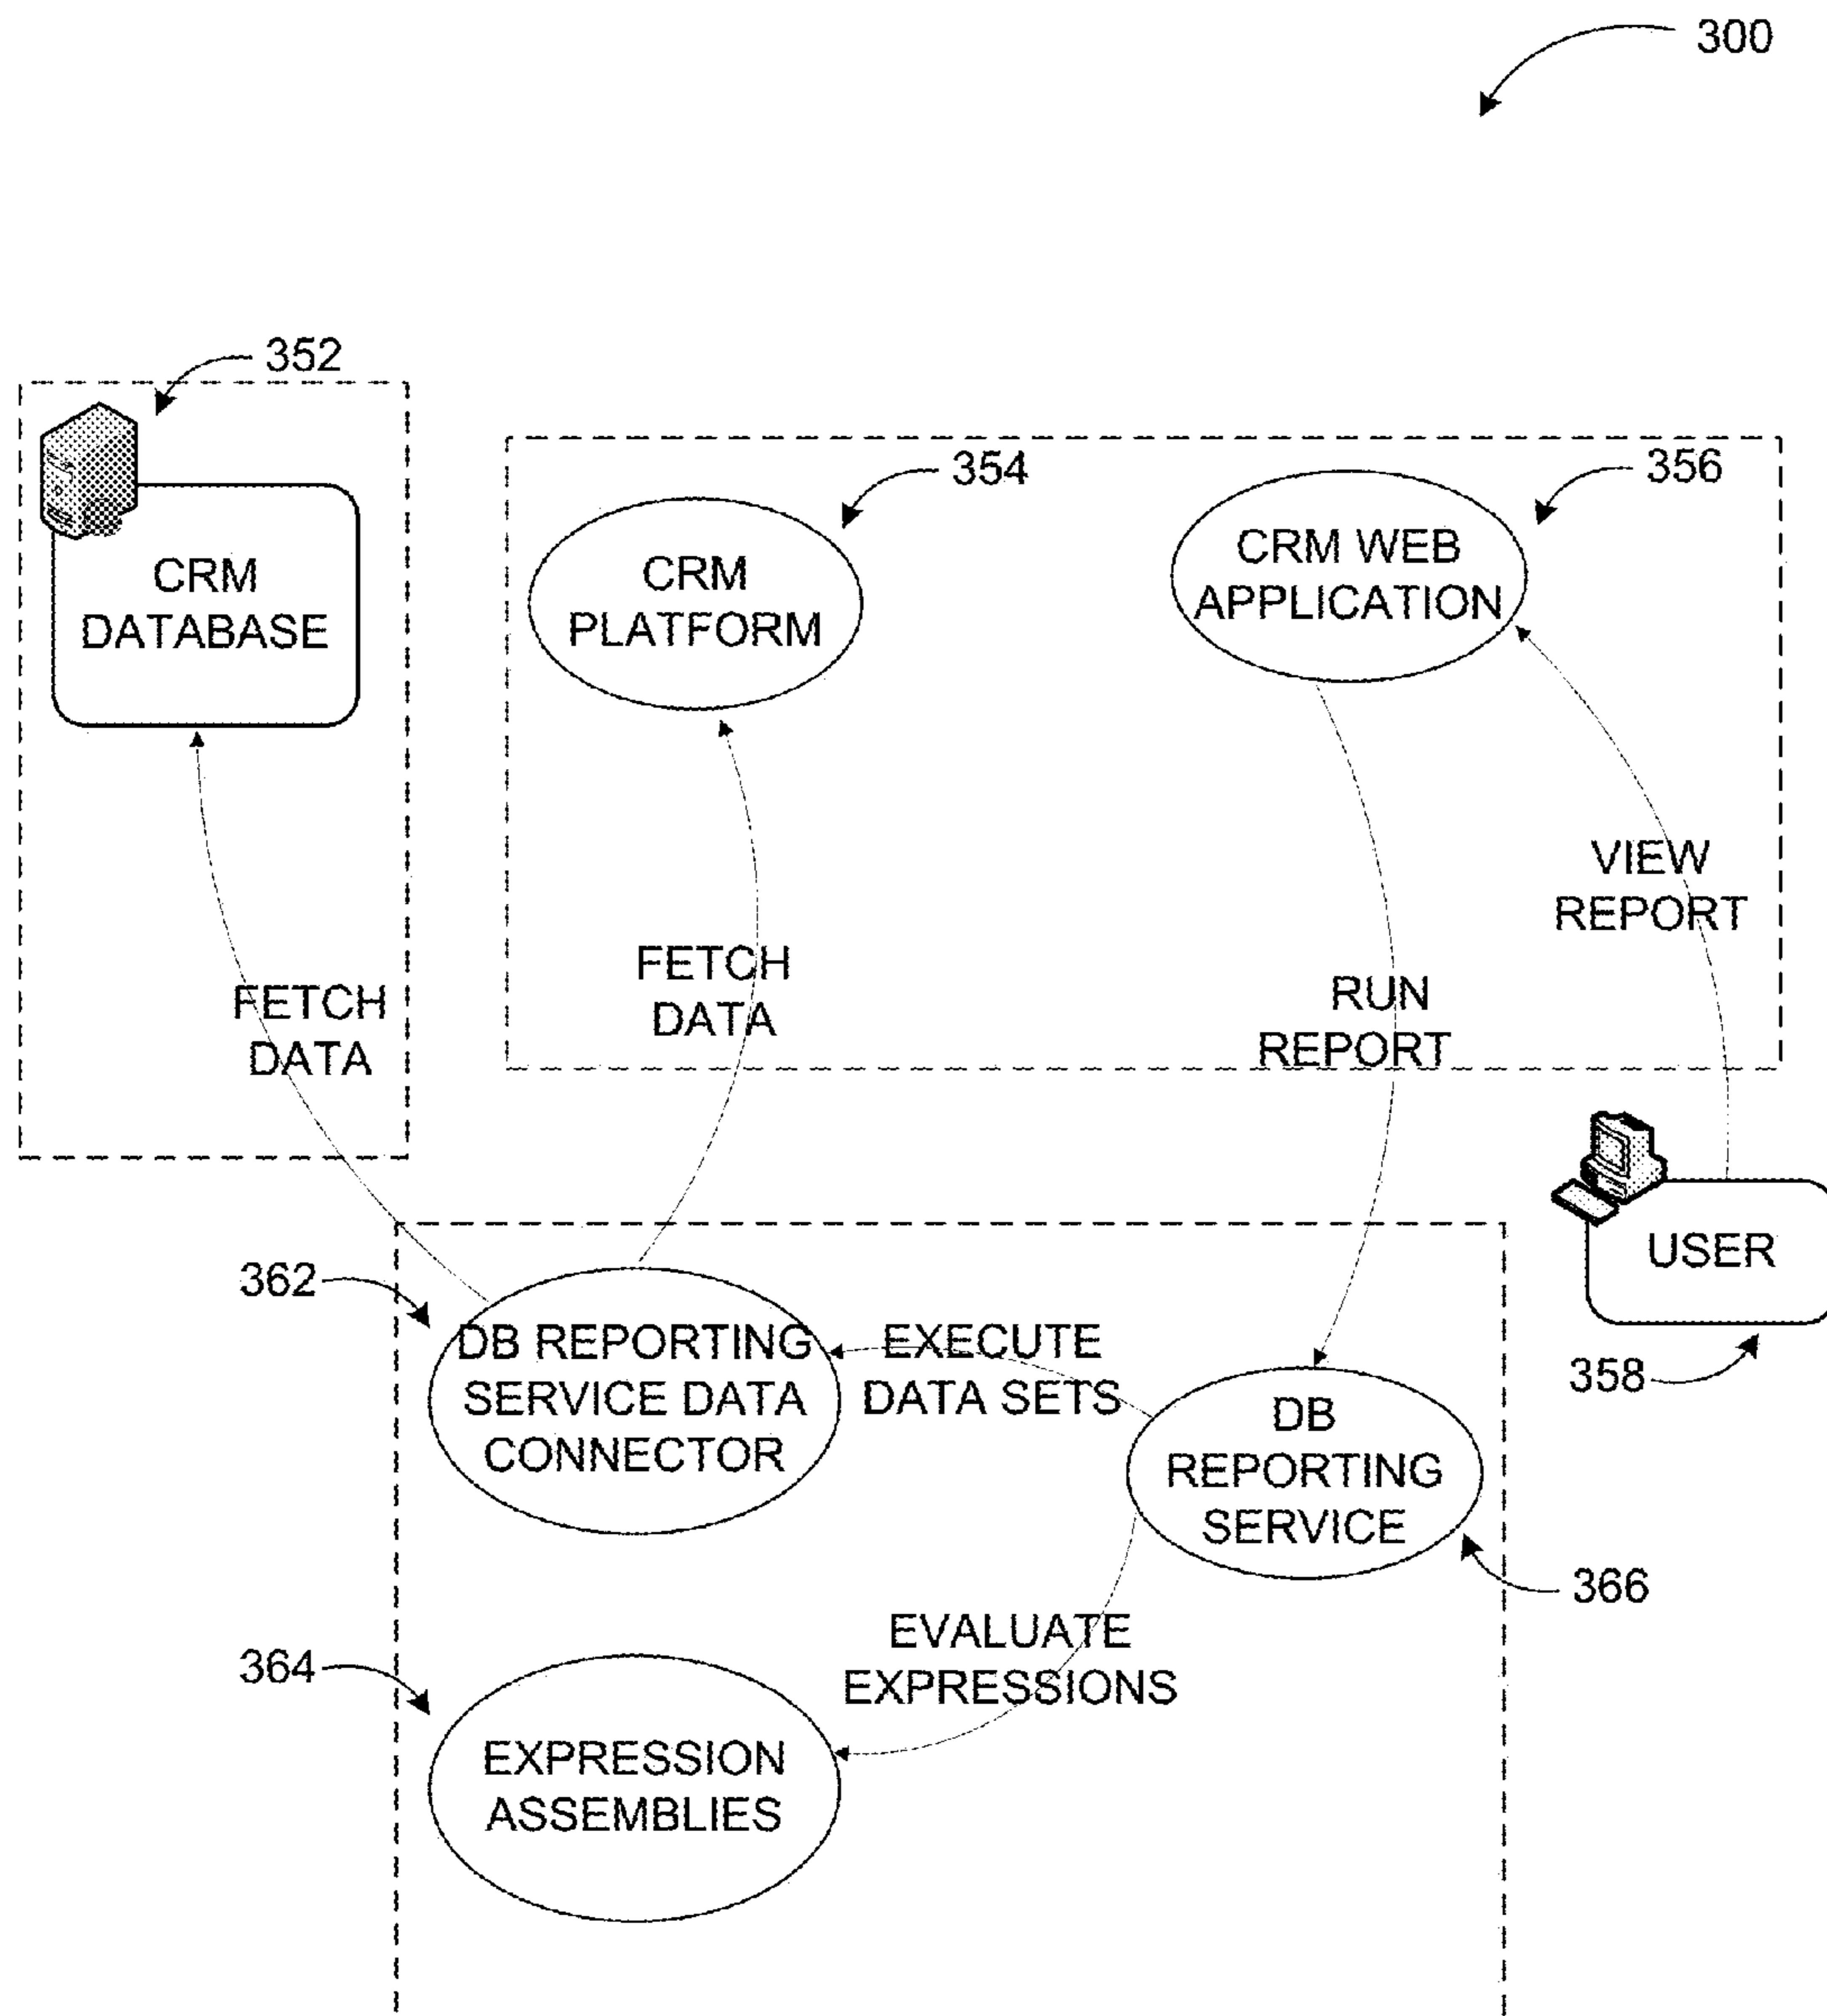 300
352
354
356
CRM
DATABASE
CRM
PLATFORM
CRM WEB
APPLICATION
VIEW
REPORT
FETCH
DATA
FETCH
DATA
RUN
REPORT
USER
358
362
DB REPORTING
SERVICE DATA
CONNECTOR
EXECUTE
DATA SETS
DB
REPORTING
SERVICE
366
364
EVALUATE
EXPRESSIONS
EXPRESSION
ASSEMBLIES